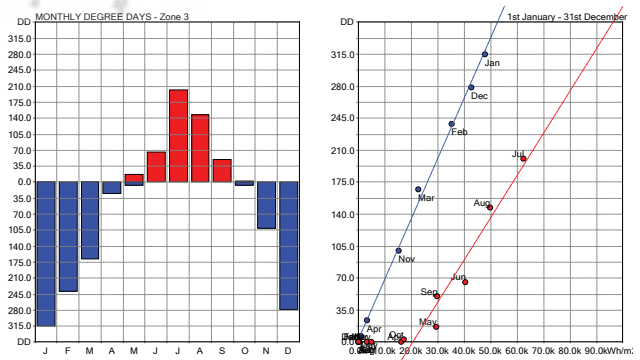 MONTHLY DEGREE DAYS - Zone 3
DD
315.0
280.0
245.0
210.0
175.0
140.0
105.0
70.0
35.0
0.0
35.0
70.0
105.0
140.0
175.0
210.0
245.0
280.0
315.0
DD
J F M A M J J A S O N D
1st January - 31st December
DD
315.0
280.0
245.0
210.0
175.0
140.0
105.0
70.0
35.0
Jan
Dec
Feb
Jul
Mar
Aug
Nov
Jun
Sep
May
Apr
Oct
10.0k 20.0k 30.0k 40.0k 50.0k 60.0k 70.0k 80.0k 90.0kWh/m